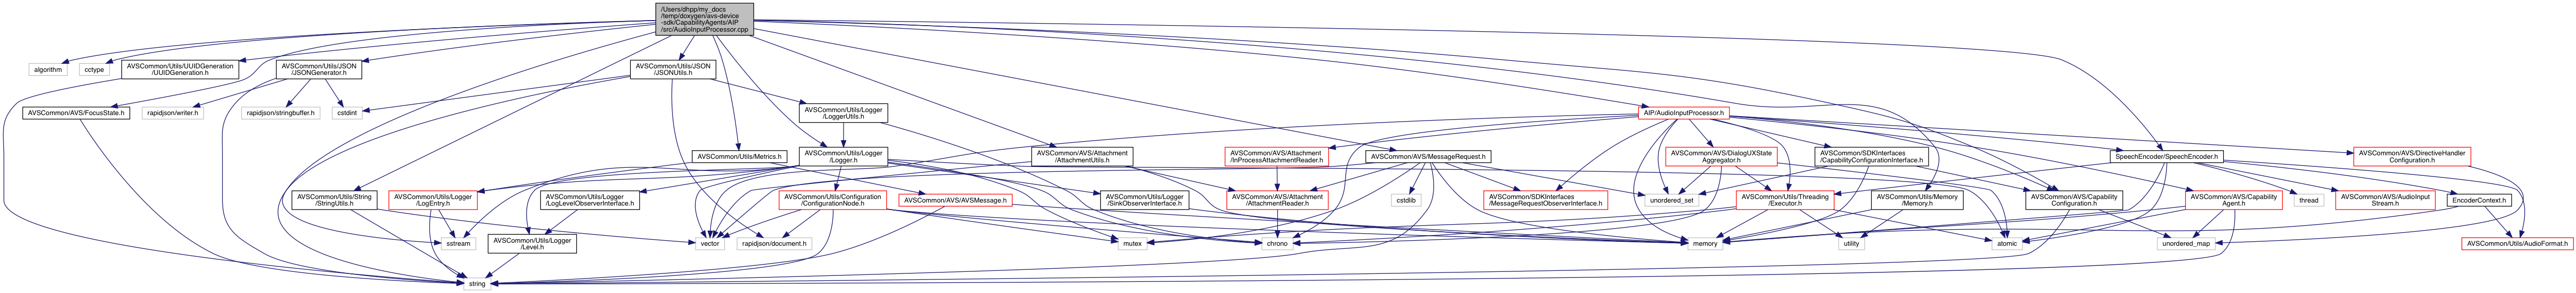 /Users/dhpp/my_docs
/temp/doxygen/avs-device
-sdk/CapabilityAgents/AIP
/src/AudioInputProcessor.cpp
algorithm
cctype
AVSCommon/Utils/UUIDGeneration
/UUIDGeneration.h
AVSCommon/Utils/JSON
/JSONGenerator.h
AVSCommon/Utils/JSON
/JSONUtils.h
AVSCommon/AVS/FocusState.h
rapidjson/writer.h
rapidjson/stringbuffer.h
cstdint
AVSCommon/Utils/Logger
/LoggerUtils.h
AIP/AudioInputProcessor.h
AVSCommon/Utils/Metrics.h
AVSCommon/Utils/Logger
/Logger.h
AVSCommon/AVS/Attachment
/AttachmentUtils.h
AVSCommon/AVS/Attachment
/InProcessAttachmentReader.h
AVSCommon/AVS/MessageRequest.h
AVSCommon/AVS/DialogUXState
Aggregator.h
AVSCommon/SDKInterfaces
/CapabilityConfigurationInterface.h
SpeechEncoder/SpeechEncoder.h
AVSCommon/AVS/DirectiveHandler
Configuration.h
AVSCommon/Utils/String
/StringUtils.h
AVSCommon/Utils/Logger
/LogEntry.h
AVSCommon/Utils/Logger
/LogLevelObserverInterface.h
AVSCommon/Utils/Configuration
/ConfigurationNode.h
AVSCommon/AVS/AVSMessage.h
AVSCommon/Utils/Logger
/SinkObserverInterface.h
AVSCommon/AVS/Attachment
/AttachmentReader.h
cstdlib
AVSCommon/SDKInterfaces
/MessageRequestObserverInterface.h
unordered_set
AVSCommon/Utils/Threading
/Executor.h
AVSCommon/Utils/Memory
/Memory.h
AVSCommon/AVS/Capability
Configuration.h
AVSCommon/AVS/Capability
Agent.h
thread
AVSCommon/AVS/AudioInput
Stream.h
EncoderContext.h
sstream
AVSCommon/Utils/Logger
/Level.h
vector
rapidjson/document.h
mutex
chrono
memory
utility
atomic
unordered_map
AVSCommon/Utils/AudioFormat.h
string